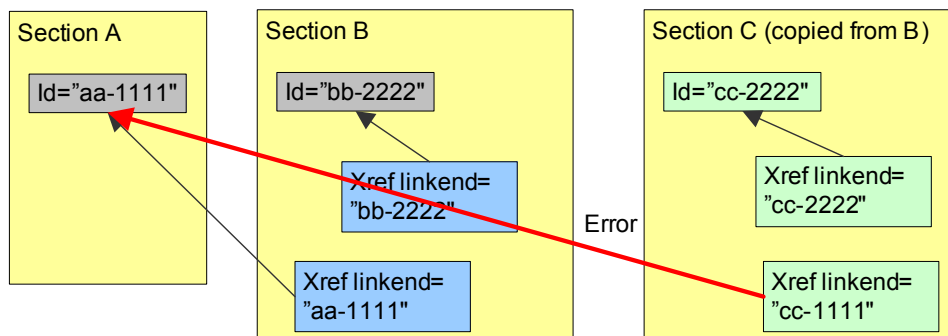 Section A
Id=”aa-1111"
Section B
Id=”bb-2222"
Xref linkend=
”bb-2222"
Xref linkend=
”aa-1111"
Error
Section C (copied from B)
Id=”cc-2222"
Xref linkend=
”cc-2222"
Xref linkend=
”cc-1111"